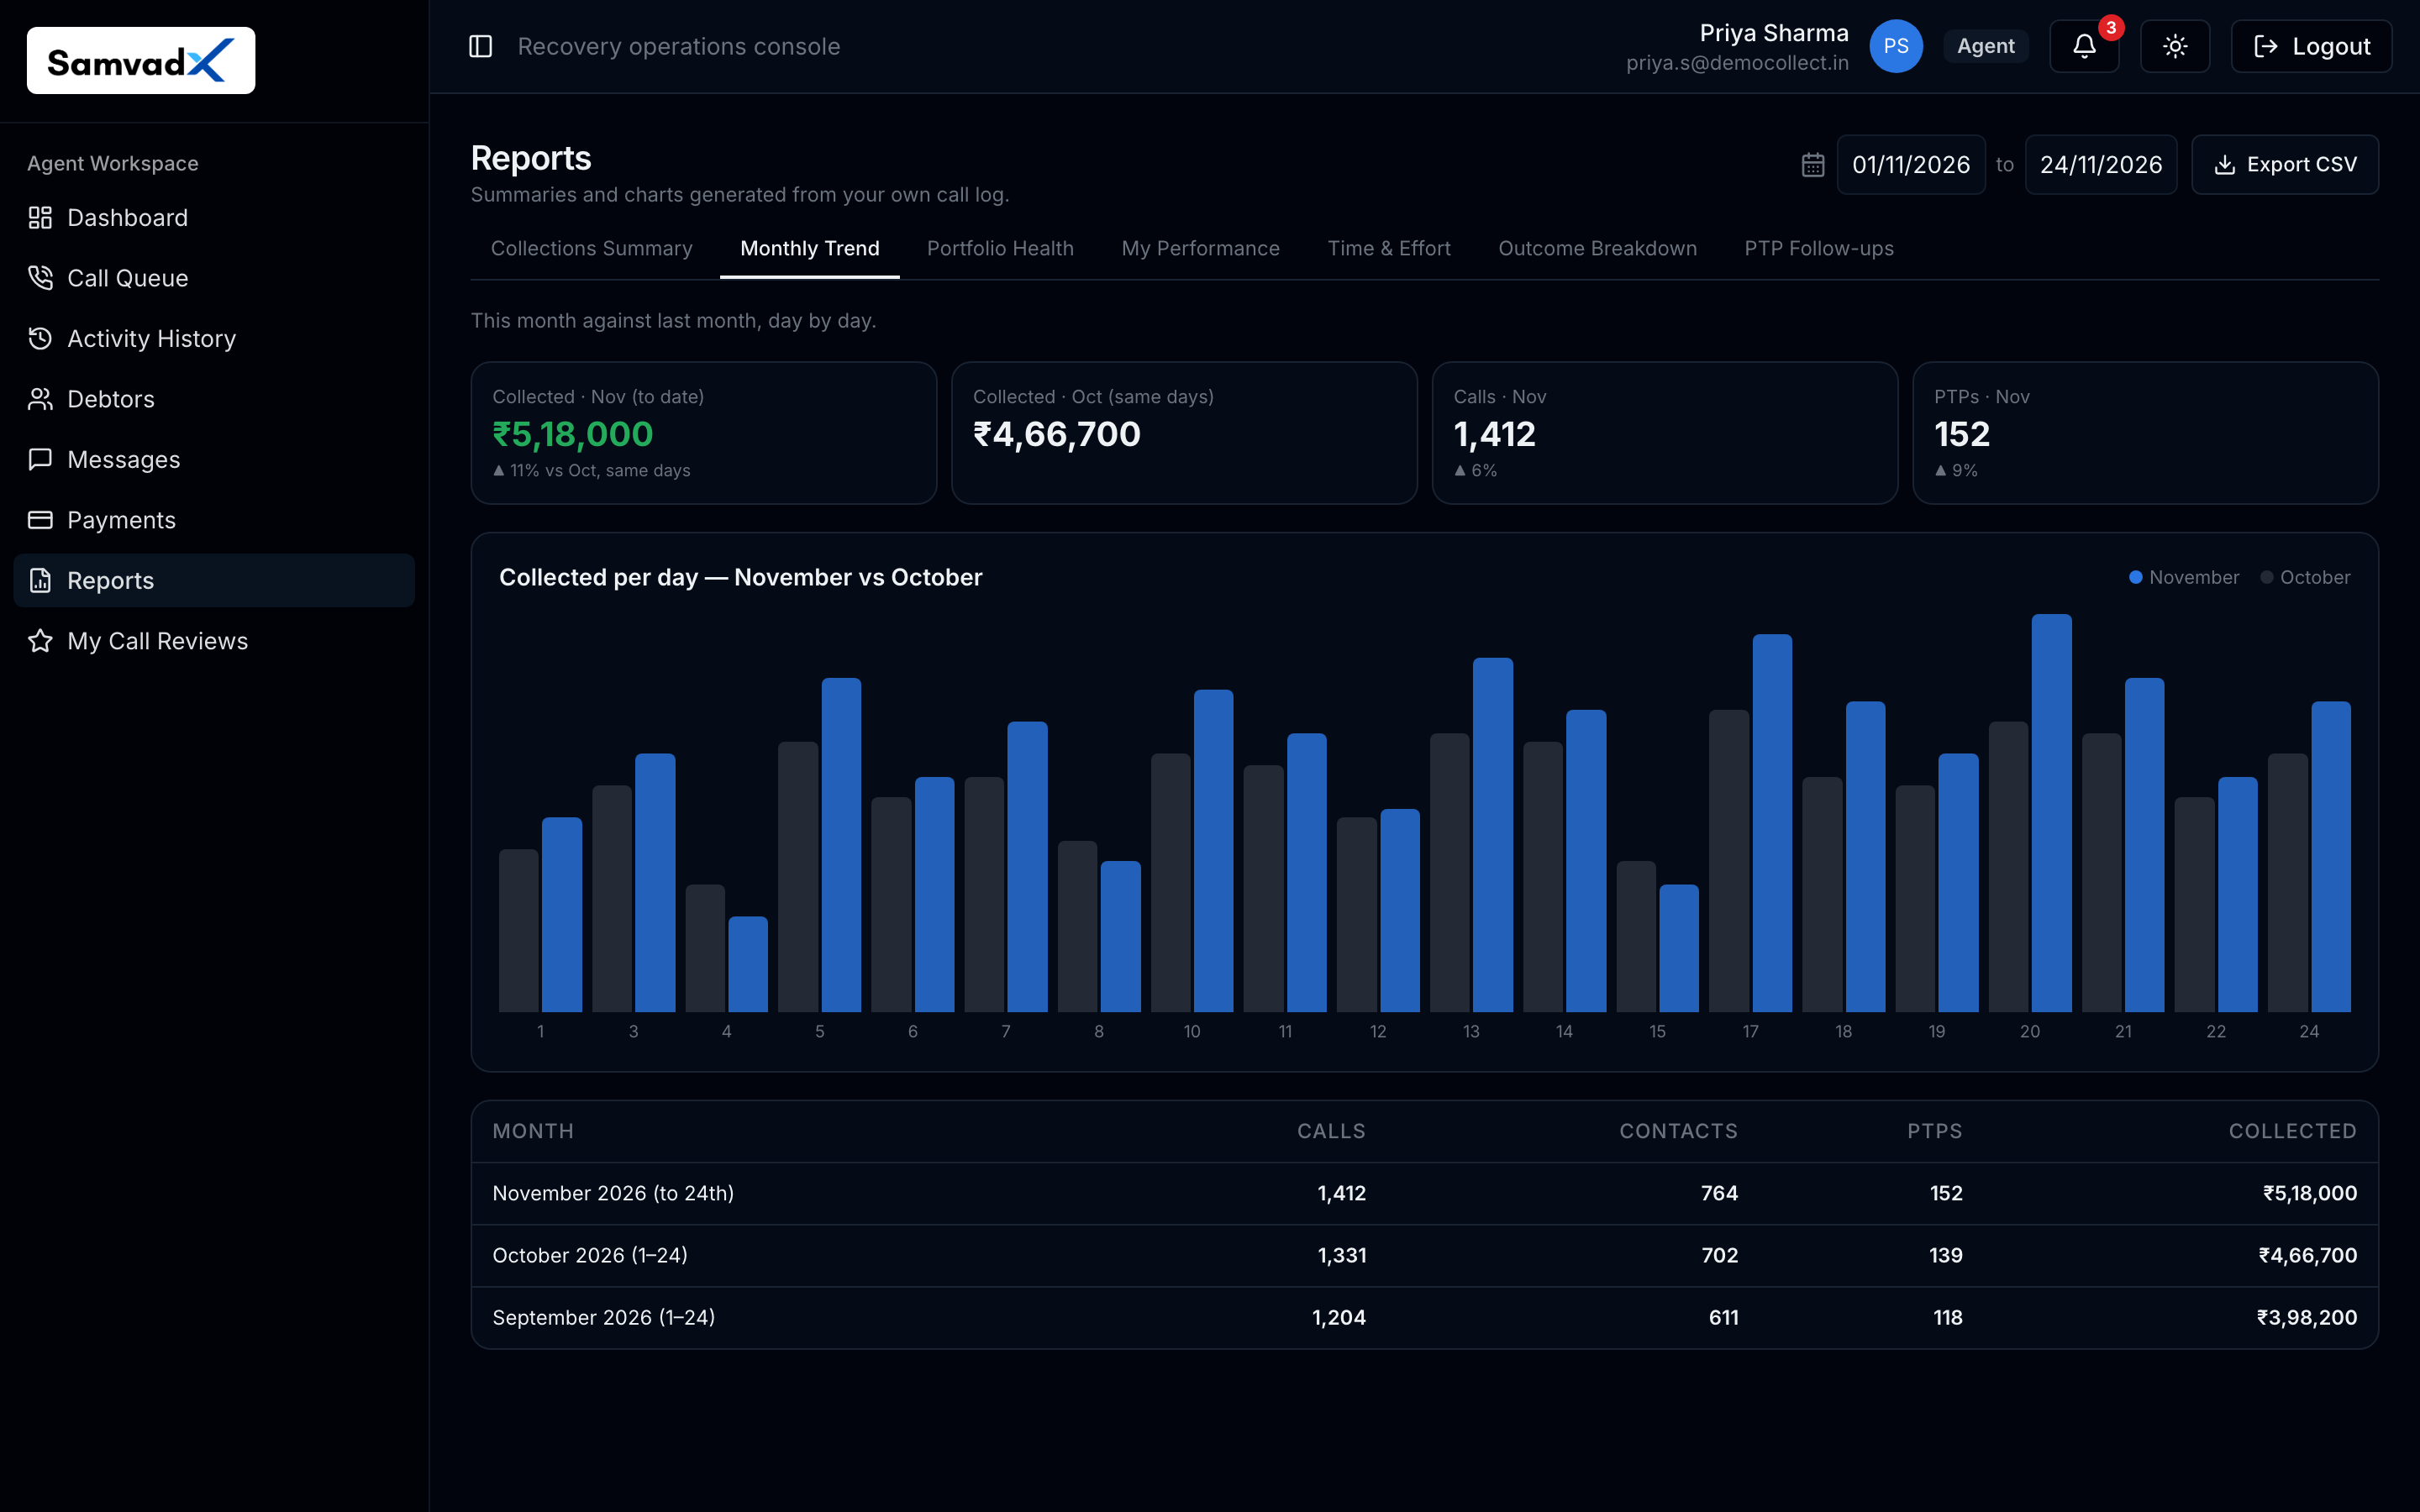 SamvadX
Agent Workspace
Dashboard
Call Queue
Activity History
Debtors
Messages
Payments
Reports
My Call Reviews
Recovery operations console
Priya Sharma
priya.s@democollect.in
PS
Agent
3
Logout
Reports
Summaries and charts generated from your own call log.
01/11/2026 to 24/11/2026
Export CSV
Collections Summary Monthly Trend Portfolio Health My Performance Time & Effort Outcome Breakdown PTP Follow-ups
This month against last month, day by day.
Collected · Nov (to date)
₹5,18,000
▲ 11% vs Oct, same days
Collected · Oct (same days)
₹4,66,700
Calls · Nov
1,412
▲ 6%
PTPs · Nov
152
▲ 9%
Collected per day — November vs October
November October
1 3 4 5 6 7 8 10 11 12 13 14 15 17 18 19 20 21 22 24
MONTH CALLS CONTACTS PTPS COLLECTED
November 2026 (to 24th) 1,412 764 152 ₹5,18,000
October 2026 (1–24) 1,331 702 139 ₹4,66,700
September 2026 (1–24) 1,204 611 118 ₹3,98,200